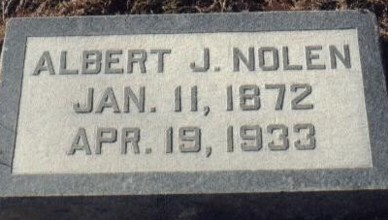 ALBERT J. NOLEN
JAN. 11, 1872
APR. 19, 1933